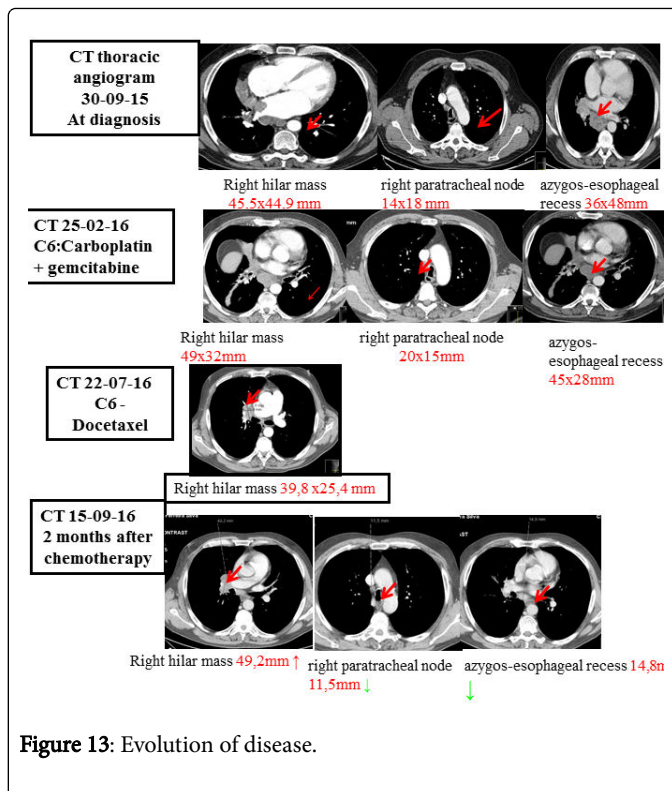 CT thoracic
angiogram
30-09-15
At diagnosis
Right hilar mass
45,5x44,9 mm
right paratracheal node
14x18 mm
azygos-esophageal
recess 36x48mm
CT 25-02-16
C6:Carboplatin
+ gemcitabine
mm
Right hilar mass
49x32mm
right paratracheal node
20x15mm
azygos-
esophageal recess
45x28mm
CT 22-07-16
C6 -
Docetaxel
Right hilar mass 39,8 x25,4 mm
CT 15-09-16
2 months after
chemotherapy
Right hilar mass 49,2mm ↑
right paratracheal node
11,5mm ↓
azygos-esophageal recess 14,8m
↓
Figure 13: Evolution of disease.